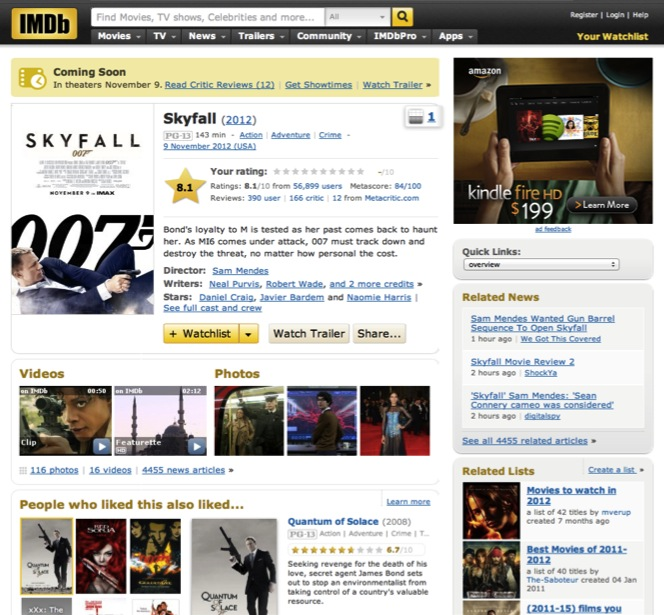 IMDb
Find Movies, TV shows, Celebrities and more...
All
Register | Login | Help
Movies
TV
News
Trailers
Community
IMDbPro
Apps
Your Watchlist
Coming Soon
In theaters November 9. Read Critic Reviews (12) | Get Showtimes | Watch Trailer »
SKYFALL
007
NOVEMBER 9 IMAX
007
Skyfall (2012)
1
PG-13 143 min - Action | Adventure | Crime -
9 November 2012 (USA)
8.1
Your rating: -/10
Ratings: 8.1/10 from 56,899 users Metascore: 84/100
Reviews: 390 user | 166 critic | 12 from Metacritic.com
Bond's loyalty to M is tested as her past comes back to haunt
her. As MI6 comes under attack, 007 must track down and
destroy the threat, no matter how personal the cost.
Director: Sam Mendes
Writers: Neal Purvis, Robert Wade, and 2 more credits »
Stars: Daniel Craig, Javier Bardem and Naomie Harris |
See full cast and crew
+ Watchlist
Watch Trailer
Share...
amazon
kindle fire HD
$199
> Learn More
ad feedback
Quick Links:
overview
Related News
Sam Mendes Wanted Gun Barrel
Sequence To Open Skyfall
1 hour ago | We Got This Covered
Skyfall Movie Review 2
2 hours ago | ShockYa
'Skyfall' Sam Mendes: 'Sean
Connery cameo was considered'
2 hours ago | digitalspy
See all 4455 related articles »
Videos
on IMDb 00:50
Clip
on IMDb 02:12
Featurette
HD
Photos
116 photos | 16 videos | 4455 news articles »
Related Lists
Create a list »
Movies to watch in
2012
a list of 42 titles by mverup
created 7 months ago
Best Movies of 2011-
2012
a list of 40 titles by
The-Saboteur created 04 Jan
2011
(2011-15) films you
People who liked this also liked...
Learn more
QUANTUM
OF SOLACE
RED
SONJA
xXx: The
QUANTUM
OF SOLACE
Quantum of Solace (2008)
PG-13 Action | Adventure | Crime | T...
6.7/10
Seeking revenge for the death of his
love, secret agent James Bond sets
out to stop an environmentalist from
taking control of a country's valuable
resource.